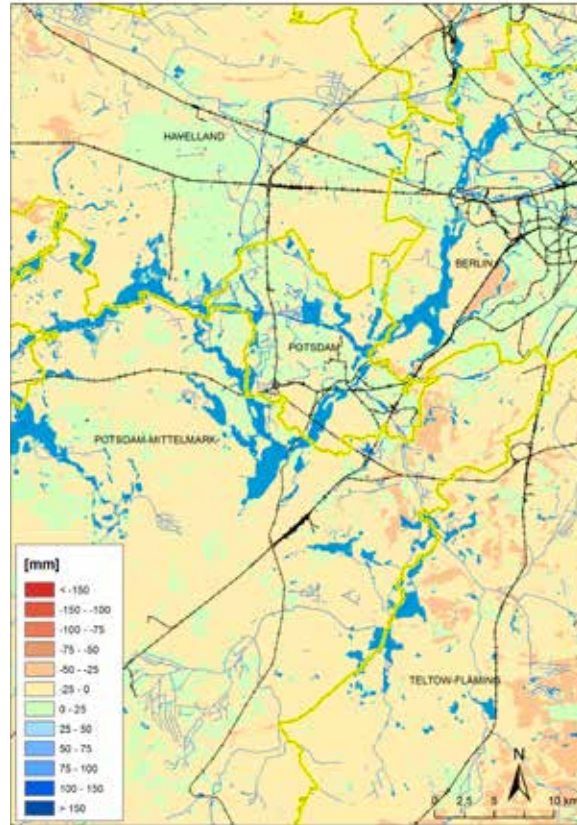 HAVELLAND
BERLIN
POTSDAM
POTSDAM-MITTELMARK-
TELTOW-FLÄMING
[mm]
< -150
-150 - -100
-100 - -75
-75 - -50
-50 - -25
-25 - 0
0 - 25
25 - 50
50 - 75
75 - 100
100 - 150
> 150
N
0 2,5 5 10 km